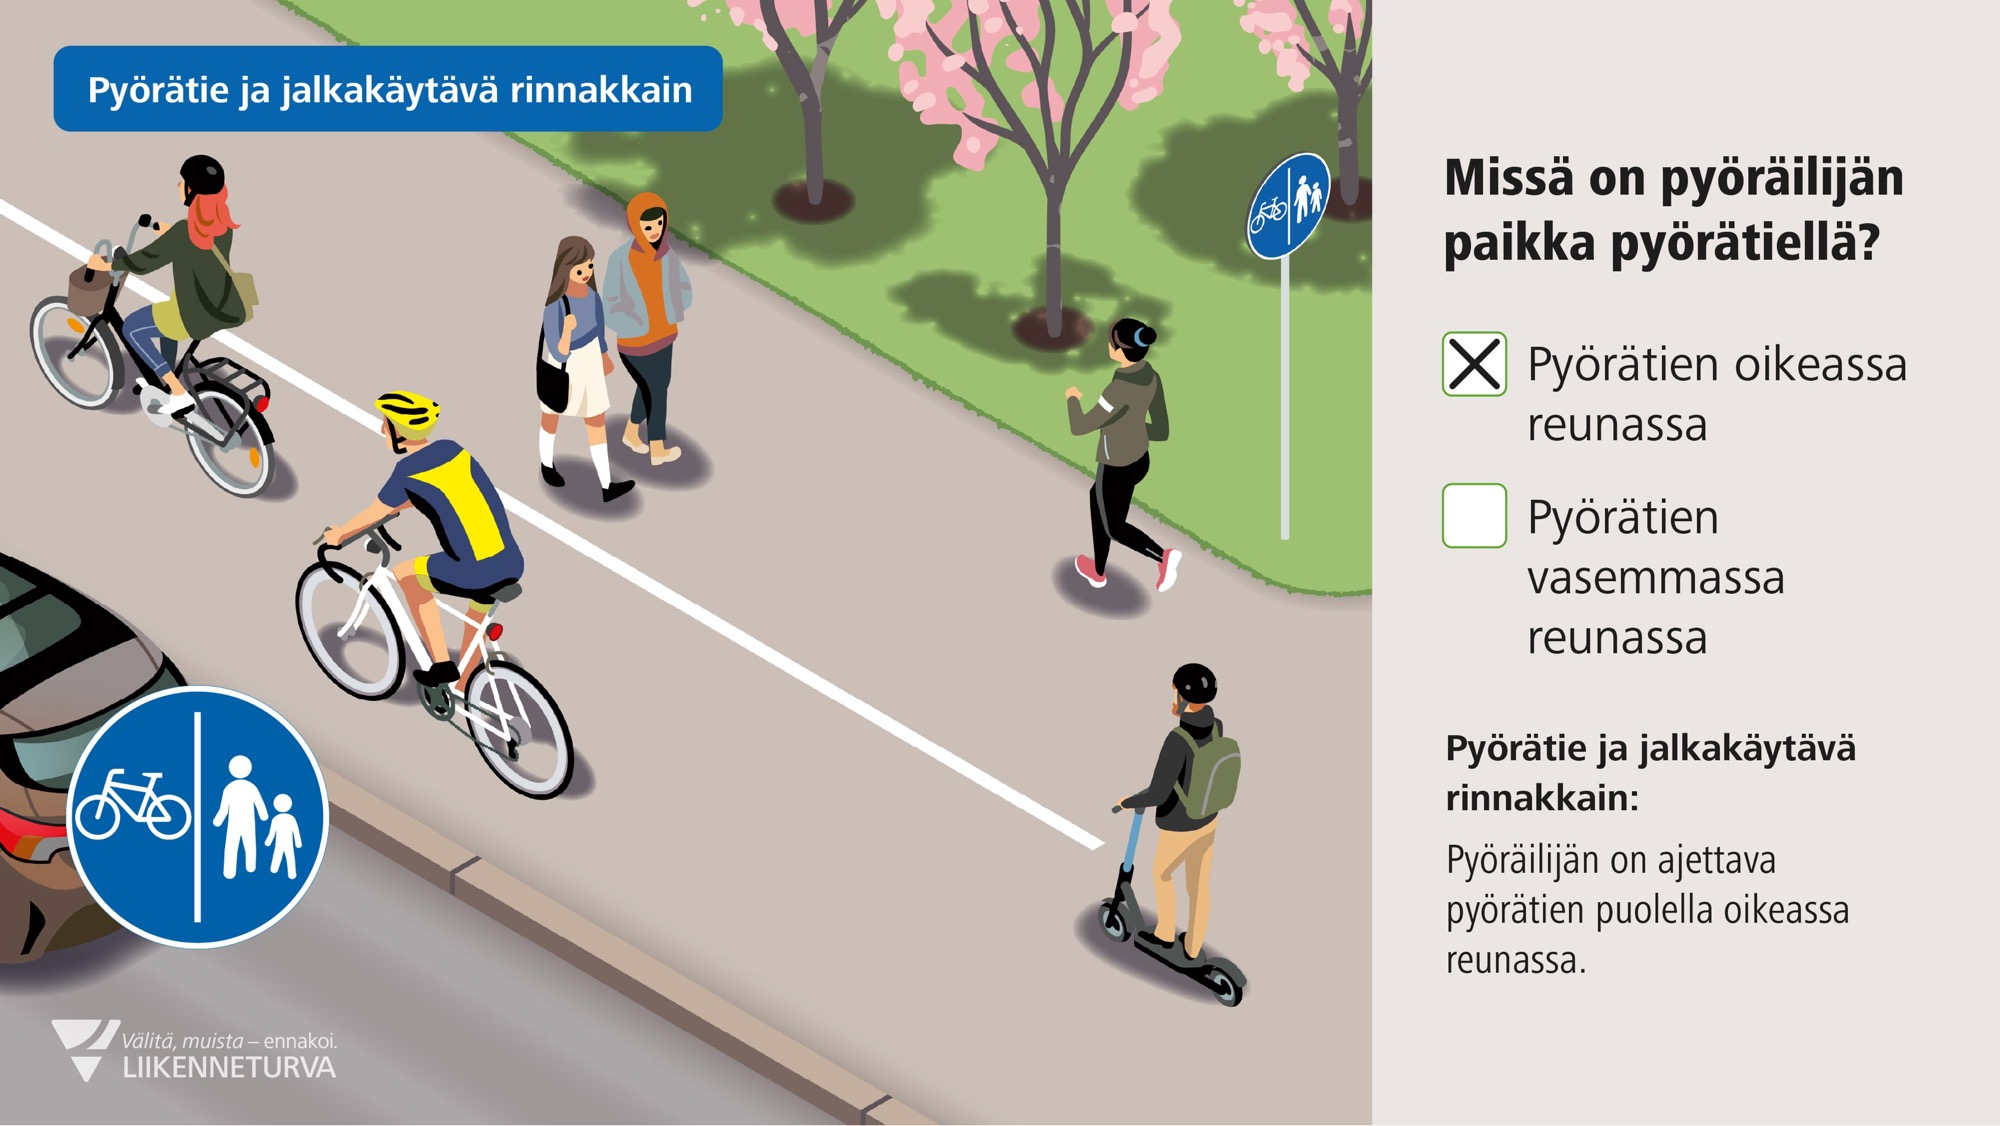 Pyörätie ja jalkakäytävä rinnakkain
Missä on pyöräilijän
paikka pyörätiellä?
Pyörätien oikeassa
reunassa
Pyörätien
vasemmassa
reunassa
Pyörätie ja jalkakäytävä
rinnakkain:
Pyöräilijän on ajettava
pyörätien puolella oikeassa
reunassa.
Välitä, muista – ennakoi.
LIIKENNETURVA